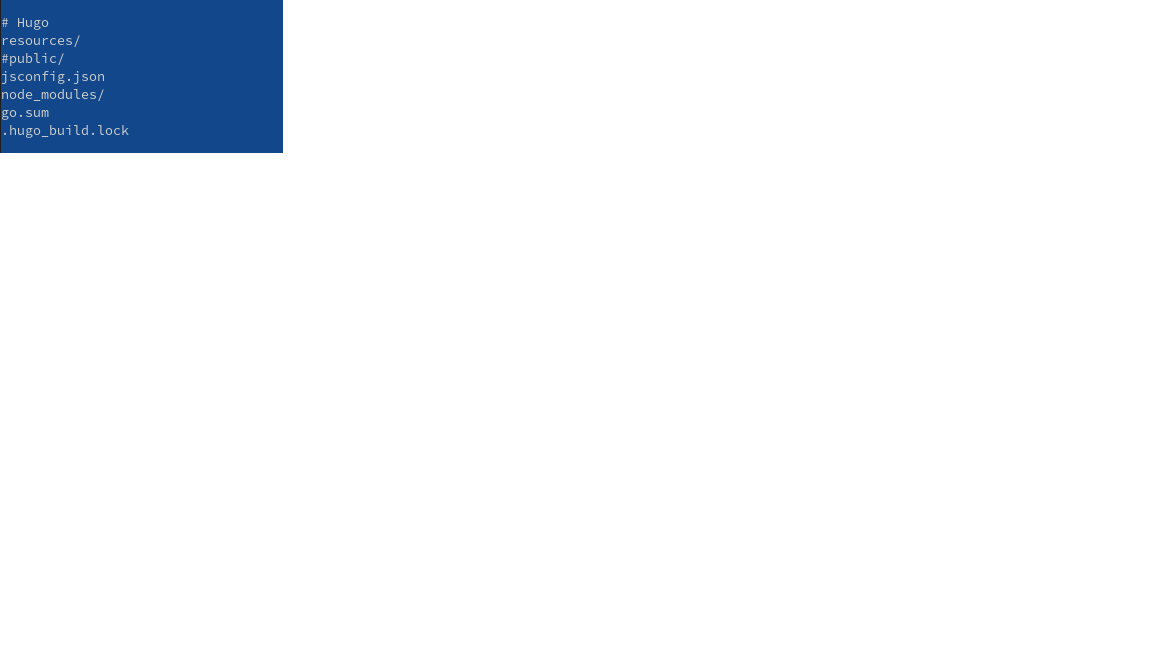 # Hugo
resources/
#public/
jsconfig.json
node_modules/
go.sum
.hugo_build.lock